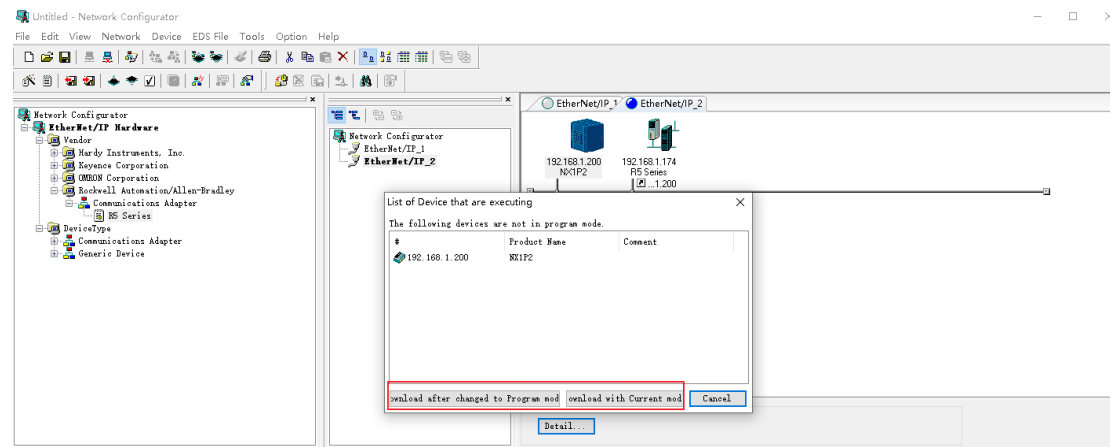 Untitled - Network Configurator
File Edit View Network Device EDS File Tools Option Help
Network Configurator
EtherNet/IP Hardware
Vendor
Hardy Instruments, Inc.
Keyence Corporation
OMRON Corporation
Rockwell Automation/Allen-Bradley
Communications Adapter
R5 Series
DeviceType
Communications Adapter
Generic Device
Network Configurator
EtherNet/IP_1
EtherNet/IP_2
EtherNet/IP_1 EtherNet/IP_2
192.168.1.200 192.168.1.174
NX1P2 R5 Series
...1.200
List of Device that are executing
The following devices are not in program mode.
# Product Name Comment
192.168.1.200 NX1P2
ownload after changed to Program mod ownload with Current mod Cancel
Detail...